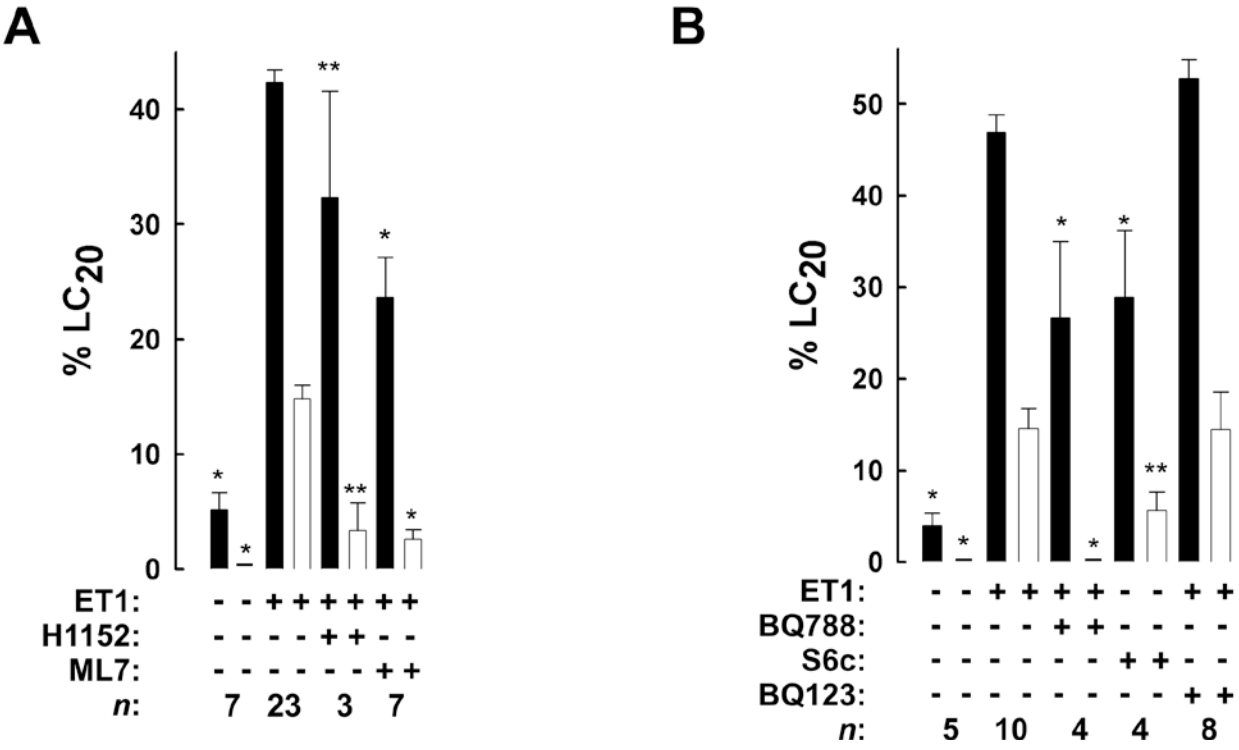 A
% LC20
40
30
20
10
0
** 
*
*
*
**
*
ET1: - - + + + + + +
H1152: - - - - + + - -
ML7: - - - - - - + +
n: 7 23 3 7
B
% LC20
50
40
30
20
10
0
*
*
*
*
*
**
ET1: - - + + + + - - + +
BQ788: - - - - + + - - - -
S6c: - - - - - - + + - -
BQ123: - - - - - - - - + +
n: 5 10 4 4 8